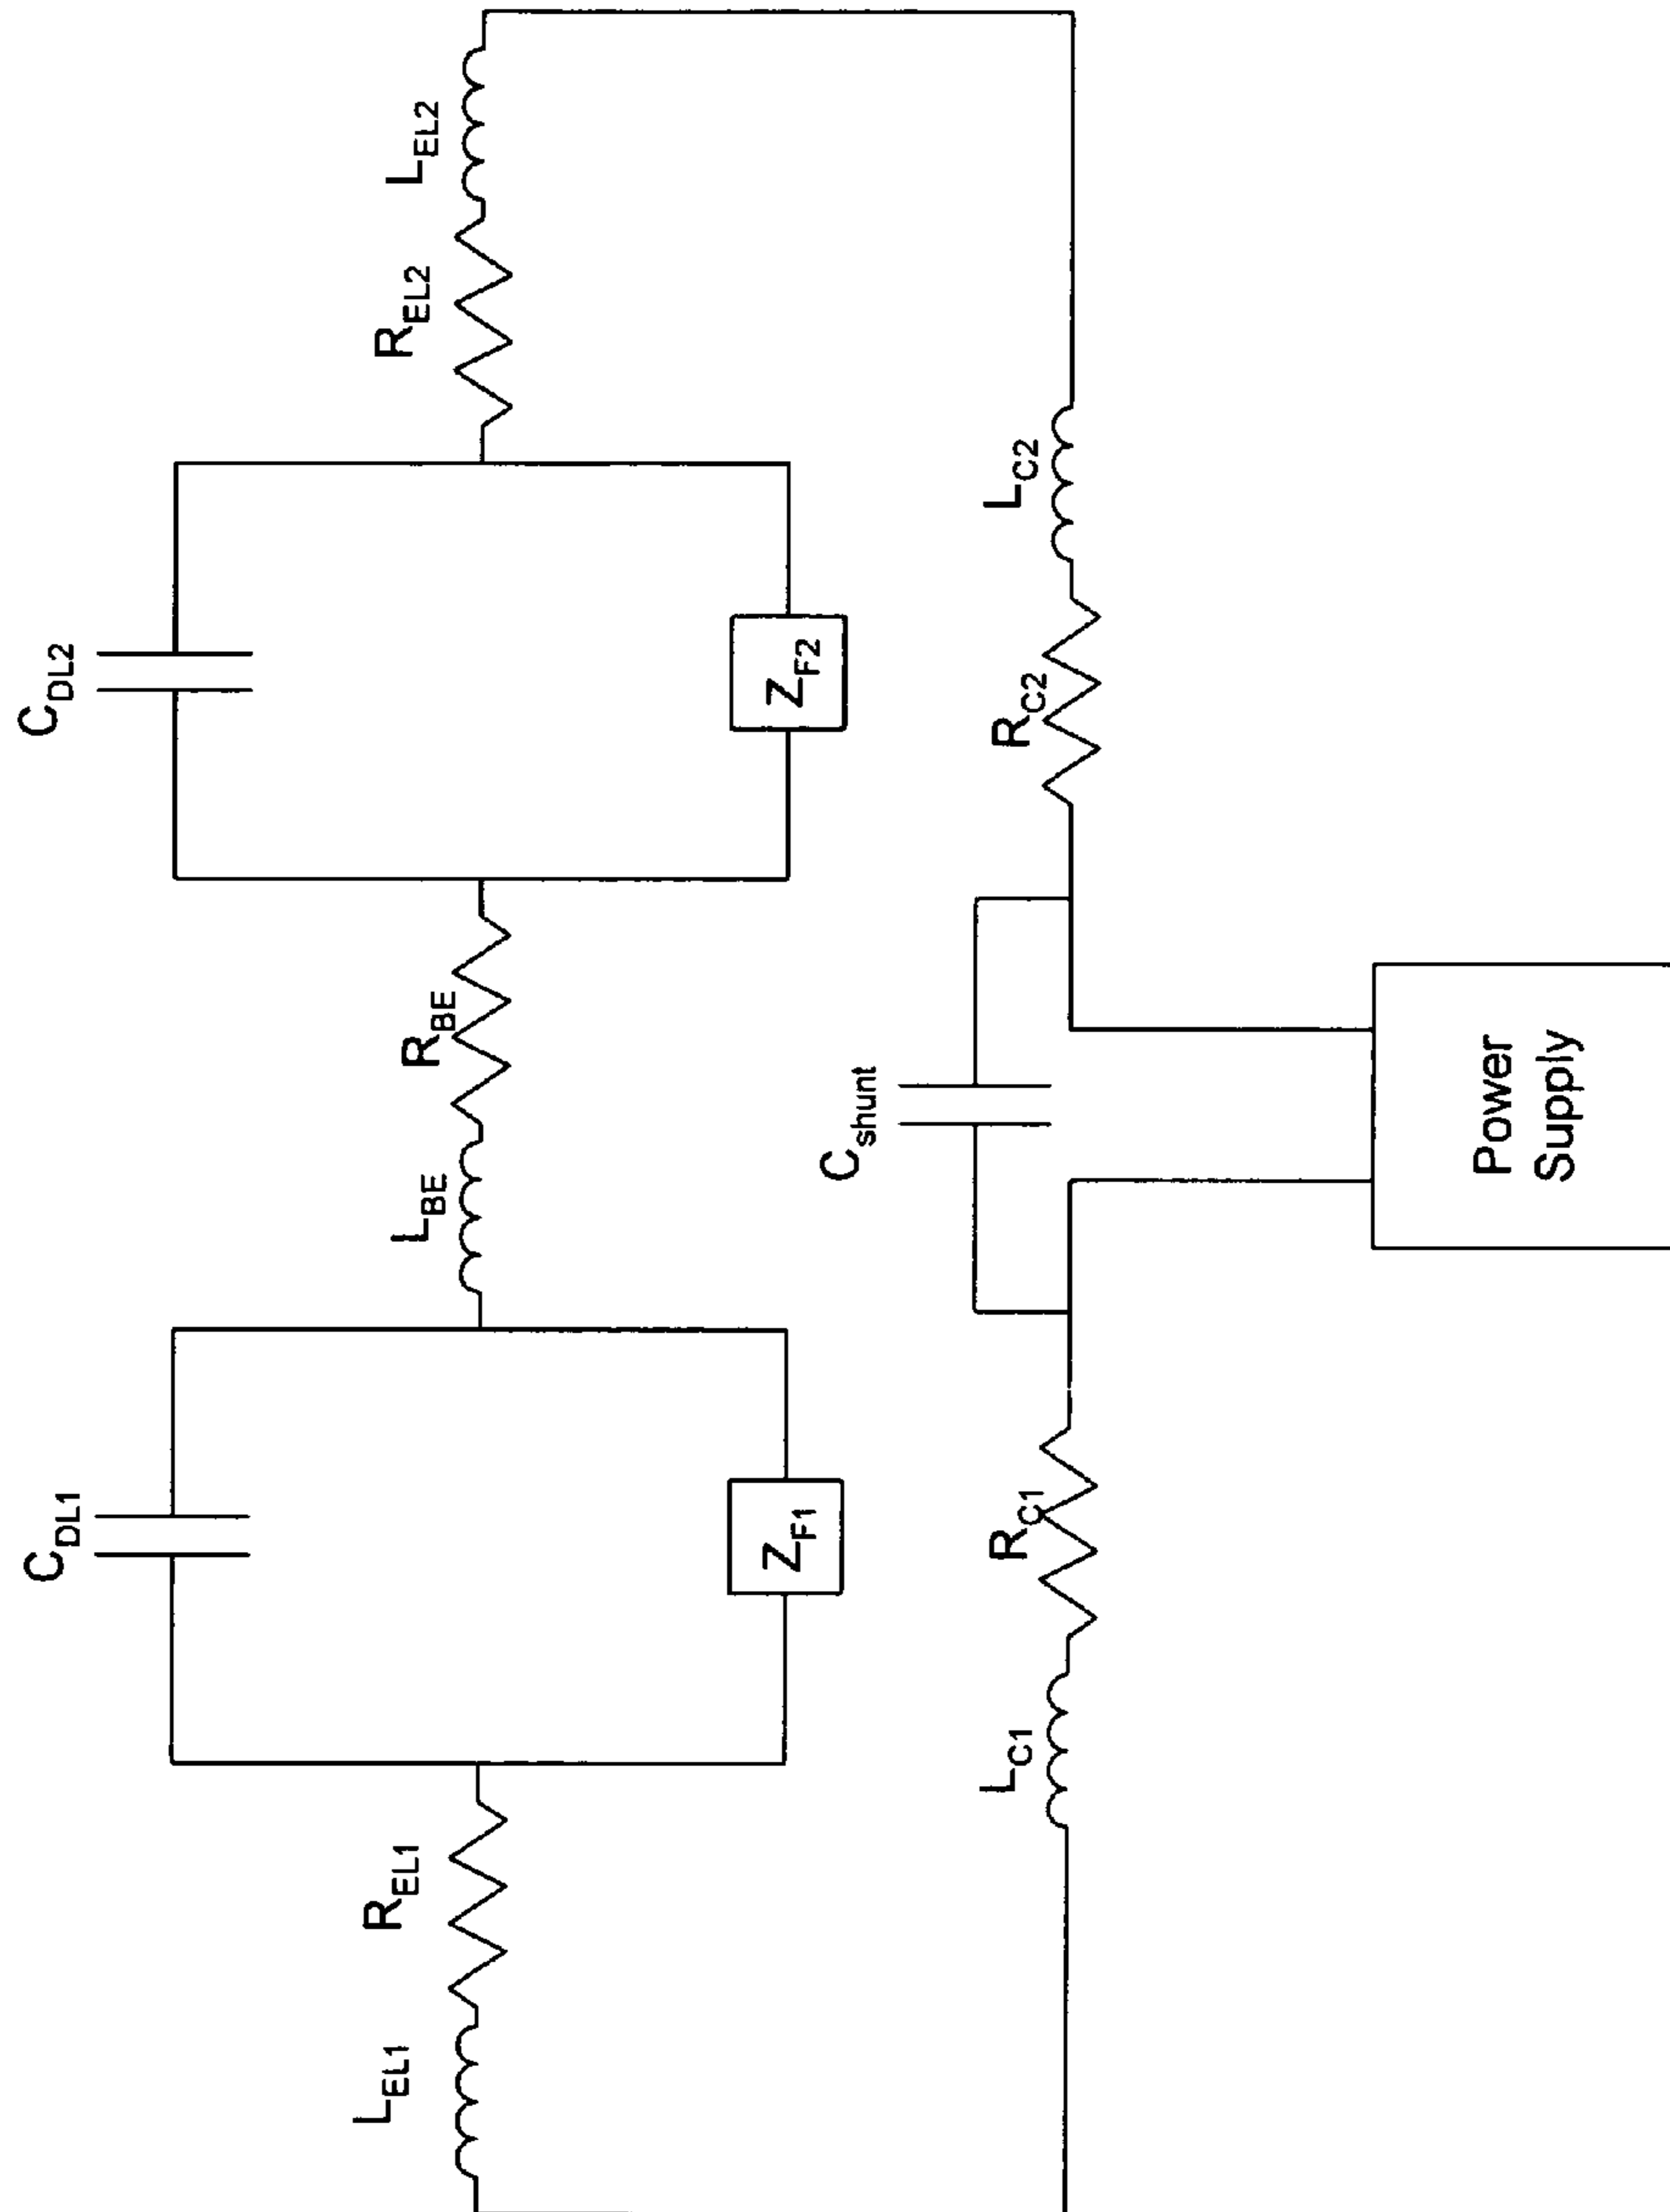 C_DL1
C_DL2
L_EL1
R_EL1
L_BE
R_BE
R_EL2
L_EL2
Z_F1
Z_F2
C_shunt
L_C1
R_C1
R_C2
L_C2
Power
Supply